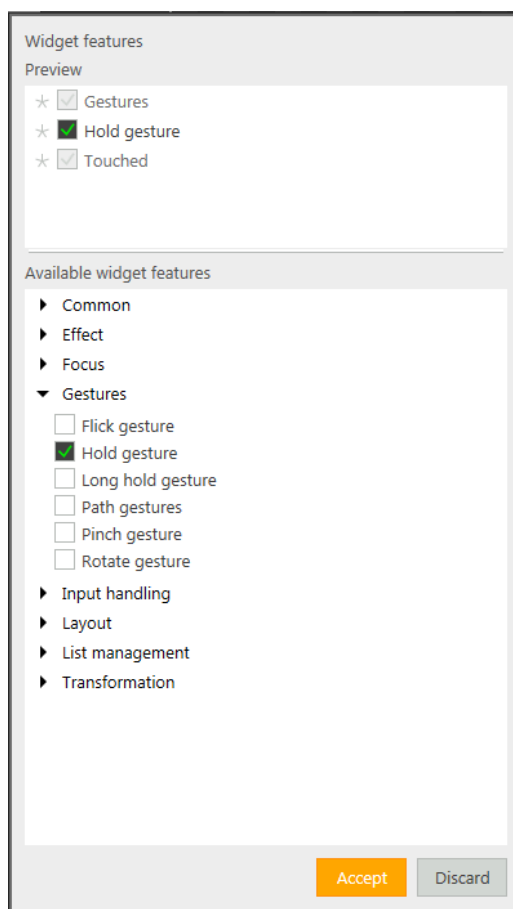 Widget features
Preview
Gestures
Hold gesture
Touched
Available widget features
Common
Effect
Focus
Gestures
Flick gesture
Hold gesture
Long hold gesture
Path gestures
Pinch gesture
Rotate gesture
Input handling
Layout
List management
Transformation
Accept Discard